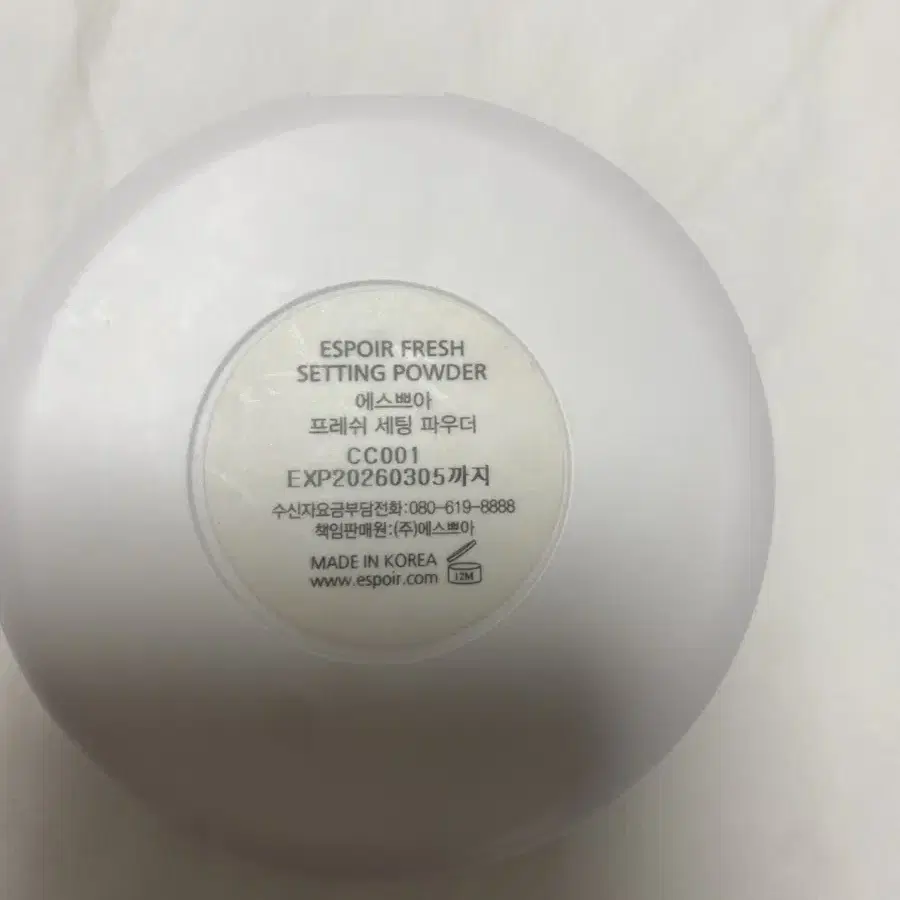 ESPOIR FRESH
SETTING POWDER
에스쁘아
프레쉬 세팅 파우더
CC001
EXP20260305까지
수신자요금부담전화:080-619-8888
책임판매원:(주)에스쁘아
MADE IN KOREA
www.espoir.com
12M